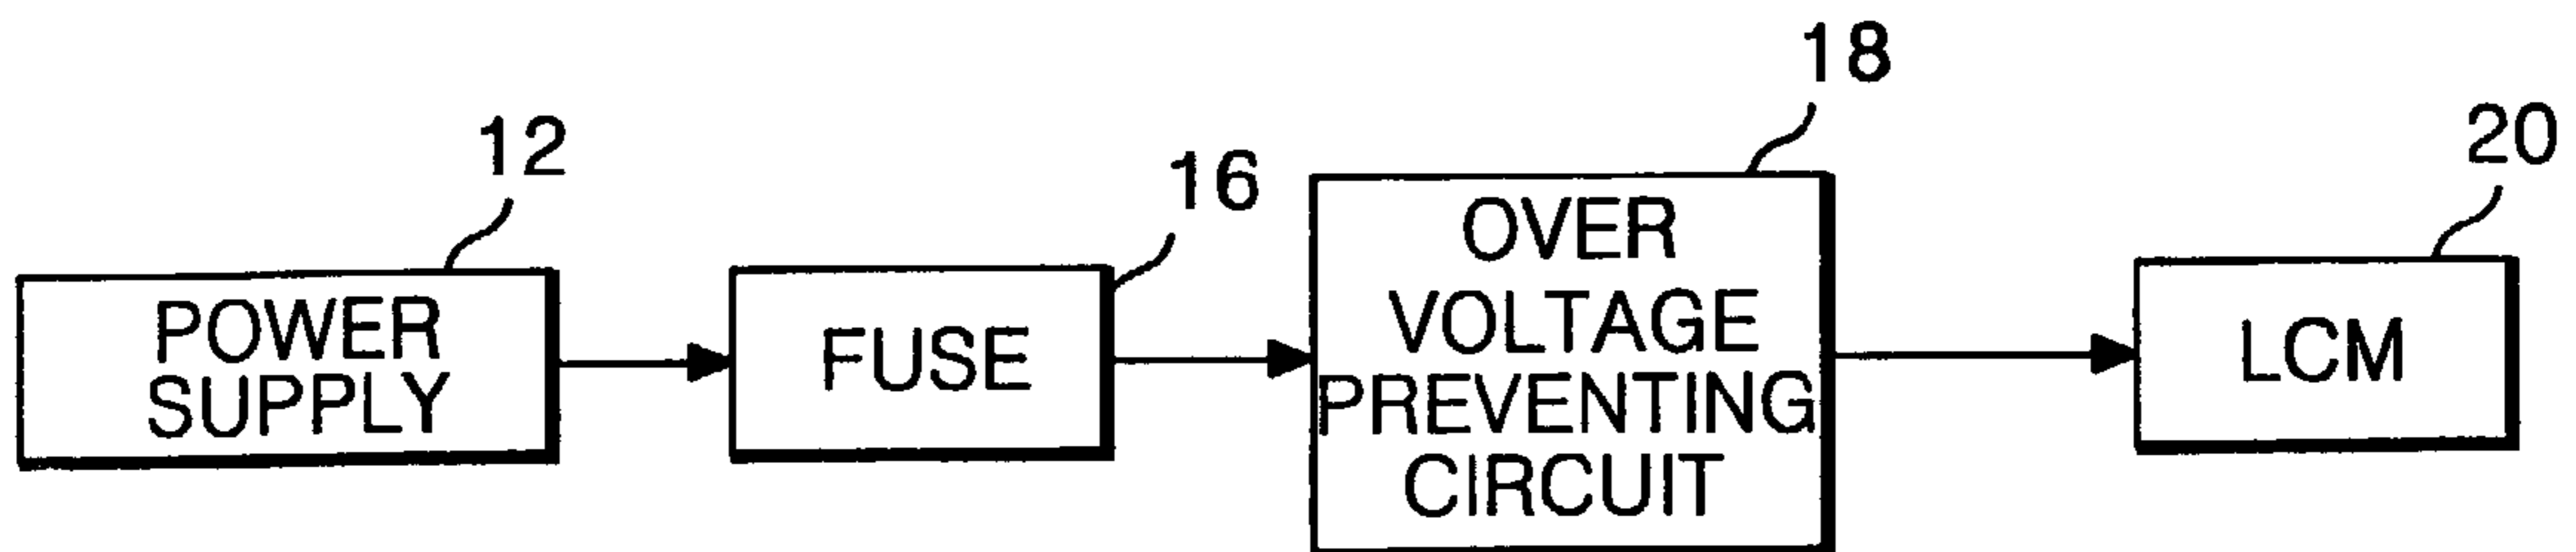 12
POWER
SUPPLY
16
FUSE
18
OVER
VOLTAGE
PREVENTING
CIRCUIT
20
LCM